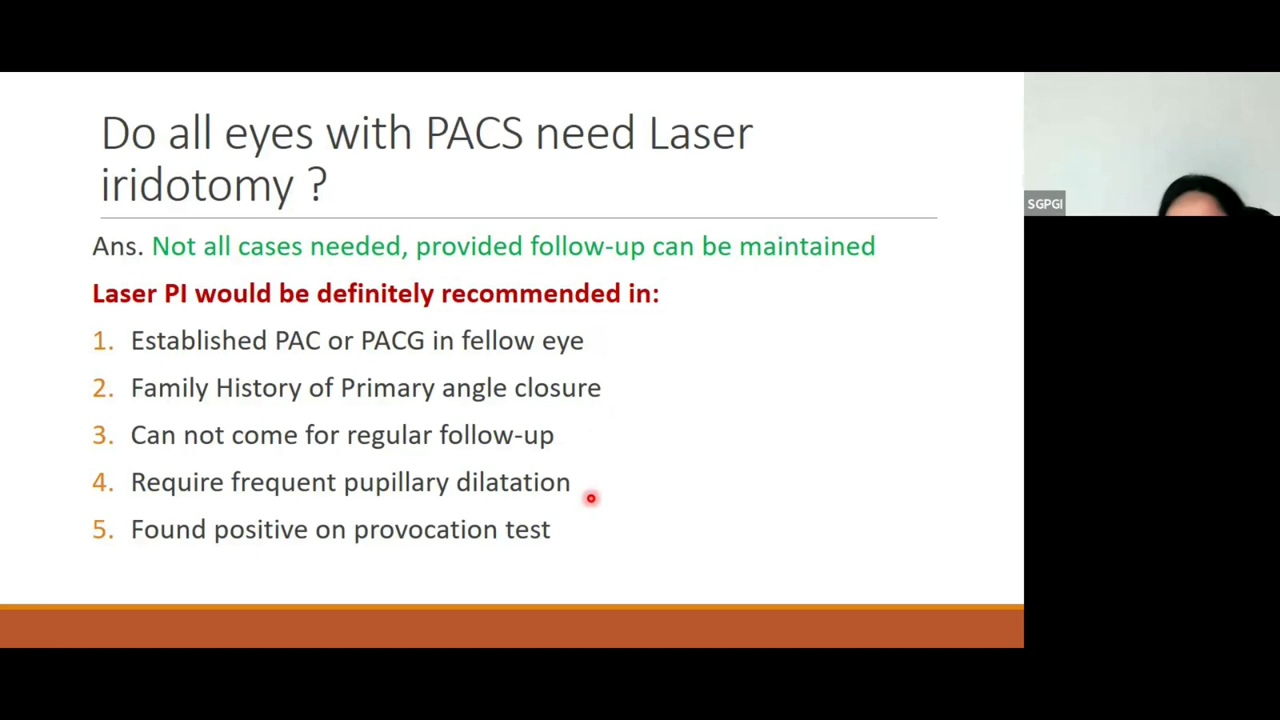 Do all eyes with PACS need Laser
iridotomy ?
Ans. Not all cases needed, provided follow-up can be maintained
Laser PI would be definitely recommended in:
1. Established PAC or PACG in fellow eye
2. Family History of Primary angle closure
3. Can not come for regular follow-up
4. Require frequent pupillary dilatation
5. Found positive on provocation test
SGPGI